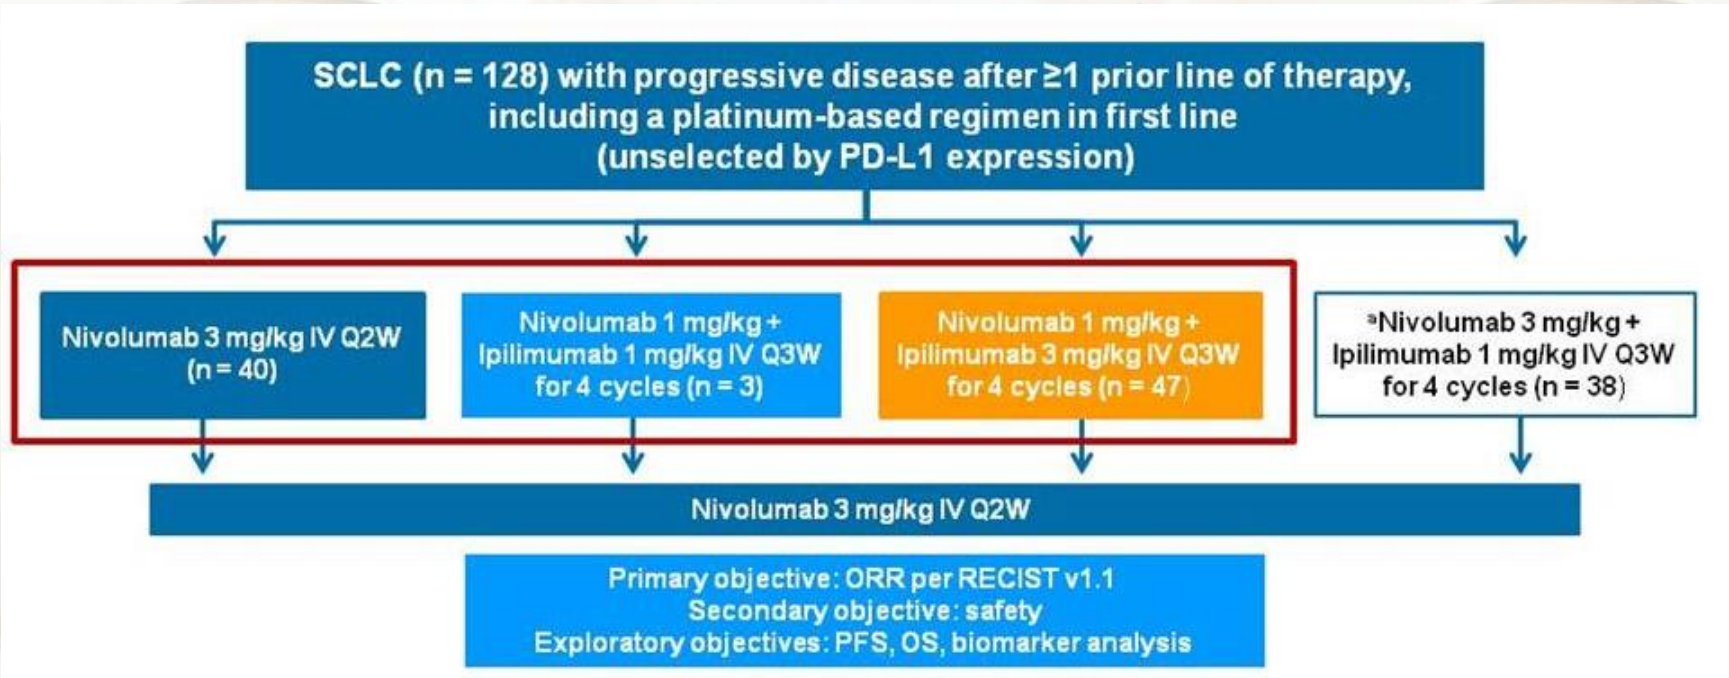 SCLC (n = 128) with progressive disease after ≥1 prior line of therapy,
including a platinum-based regimen in first line
(unselected by PD-L1 expression)
Nivolumab 3 mg/kg IV Q2W
(n = 40)
Nivolumab 1 mg/kg +
Ipilimumab 1 mg/kg IV Q3W
for 4 cycles (n = 3)
Nivolumab 1 mg/kg +
Ipilimumab 3 mg/kg IV Q3W
for 4 cycles (n = 47)
ᵃNivolumab 3 mg/kg +
Ipilimumab 1 mg/kg IV Q3W
for 4 cycles (n = 38)
Nivolumab 3 mg/kg IV Q2W
Primary objective: ORR per RECIST v1.1
Secondary objective: safety
Exploratory objectives: PFS, OS, biomarker analysis